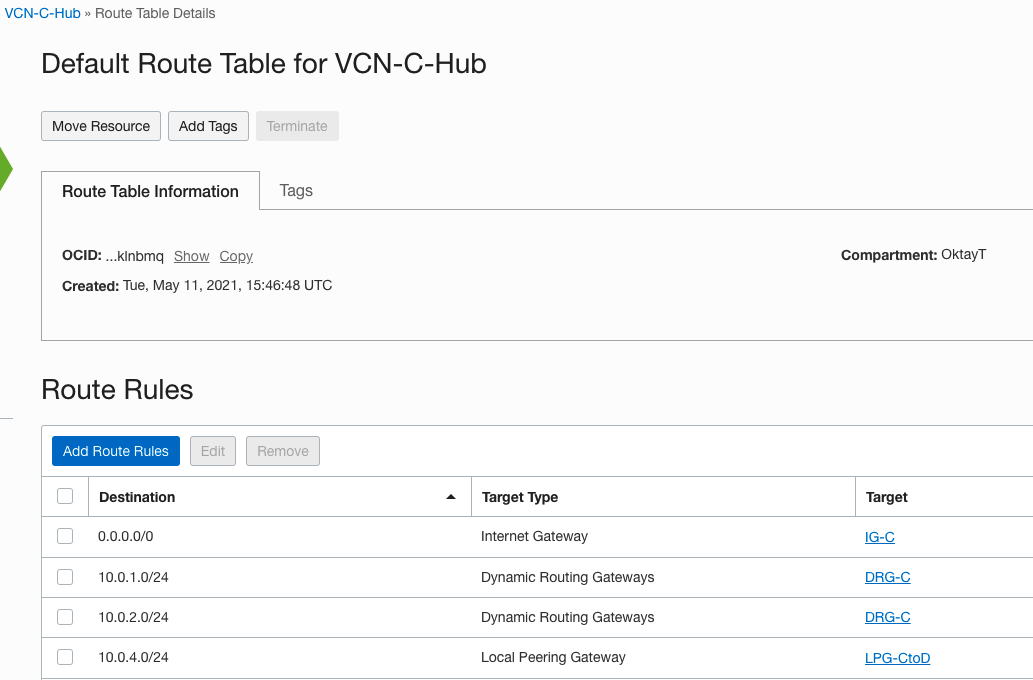 VCN-C-Hub » Route Table Details
Default Route Table for VCN-C-Hub
Move Resource Add Tags Terminate
Route Table Information Tags
OCID: ...klnbmq Show Copy Compartment: OktayT
Created: Tue, May 11, 2021, 15:46:48 UTC
Route Rules
Add Route Rules Edit Remove
Destination Target Type Target
0.0.0.0/0 Internet Gateway IG-C
10.0.1.0/24 Dynamic Routing Gateways DRG-C
10.0.2.0/24 Dynamic Routing Gateways DRG-C
10.0.4.0/24 Local Peering Gateway LPG-CtoD